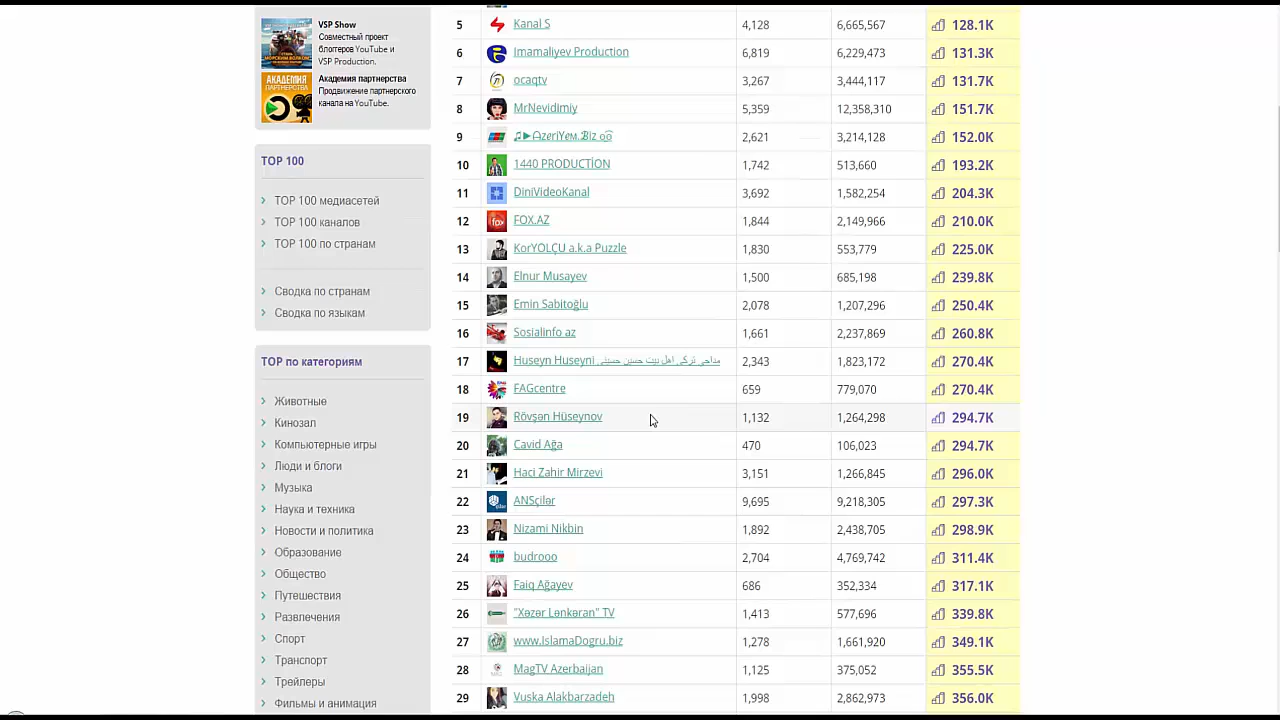 VSP Show
Совместный проект
блоггеров YouTube и
VSP Production.
АКАДЕМИЯ
ПАРТНЕРСТВА
Академия партнерства
Продвижение партнерского
канала на YouTube.
TOP 100
TOP 100 медиасетей
TOP 100 каналов
TOP 100 по странам
Сводка по странам
Сводка по языкам
TOP по категориям
Животные
Кинозал
Компьютерные игры
Люди и блоги
Музыка
Наука и техника
Новости и политика
Образование
Общество
Путешествия
Развлечения
Спорт
Транспорт
Трейлеры
Фильмы и анимация
5 Kanal S 4,128 6,665,567 128.1K
6 Imamaliyev Production 6,819 6,229,473 131.3K
7 ocaqtv 3,267 3,444,117 131.7K
8 MrNevidimiy 5,359 12,358,310 151.7K
9 2,621 3,214,128 152.0K
10 1440 PRODUCTİON 1,742 513,660 193.2K
11 DiniVideoKanal 3,692 1,582,254 204.3K
12 FOX.AZ 1,844 2,149,966 210.0K
13 KorYOLÇU a.k.a Puzzle 1,830 553,779 225.0K
14 Elnur Musayev 1,500 685,198 239.8K
15 Emin Sabitoğlu 2,078 1,207,296 250.4K
16 Sosialinfo az 1,661 2,237,869 260.8K
17 Huseyn Huseyni مداحی ترکی اهل بیت حسین حسینی 2,343 1,823,172 270.4K
18 FAGcentre 659 779,070 270.4K
19 Rövşən Hüseynov 1,132 1,264,298 294.7K
20 Cavid Ağa 470 106,023 294.7K
21 Haci Zahir Mirzevi 3,151 1,266,845 296.0K
22 ANSçilər 9,695 9,218,305 297.3K
23 Nizami Nikbin 1,892 2,438,705 298.9K
24 budrooo 2,706 4,169,742 311.4K
25 Faiq Ağayev 686 352,334 317.1K
26 "Xəzər Lənkəran" TV 1,413 577,696 339.8K
27 www.IslamaDogru.biz 1,278 1,661,920 349.1K
28 MagTV Azerbaijan 1,125 375,052 355.5K
29 Vuska Alakbarzadeh 1,998 2,862,973 356.0K